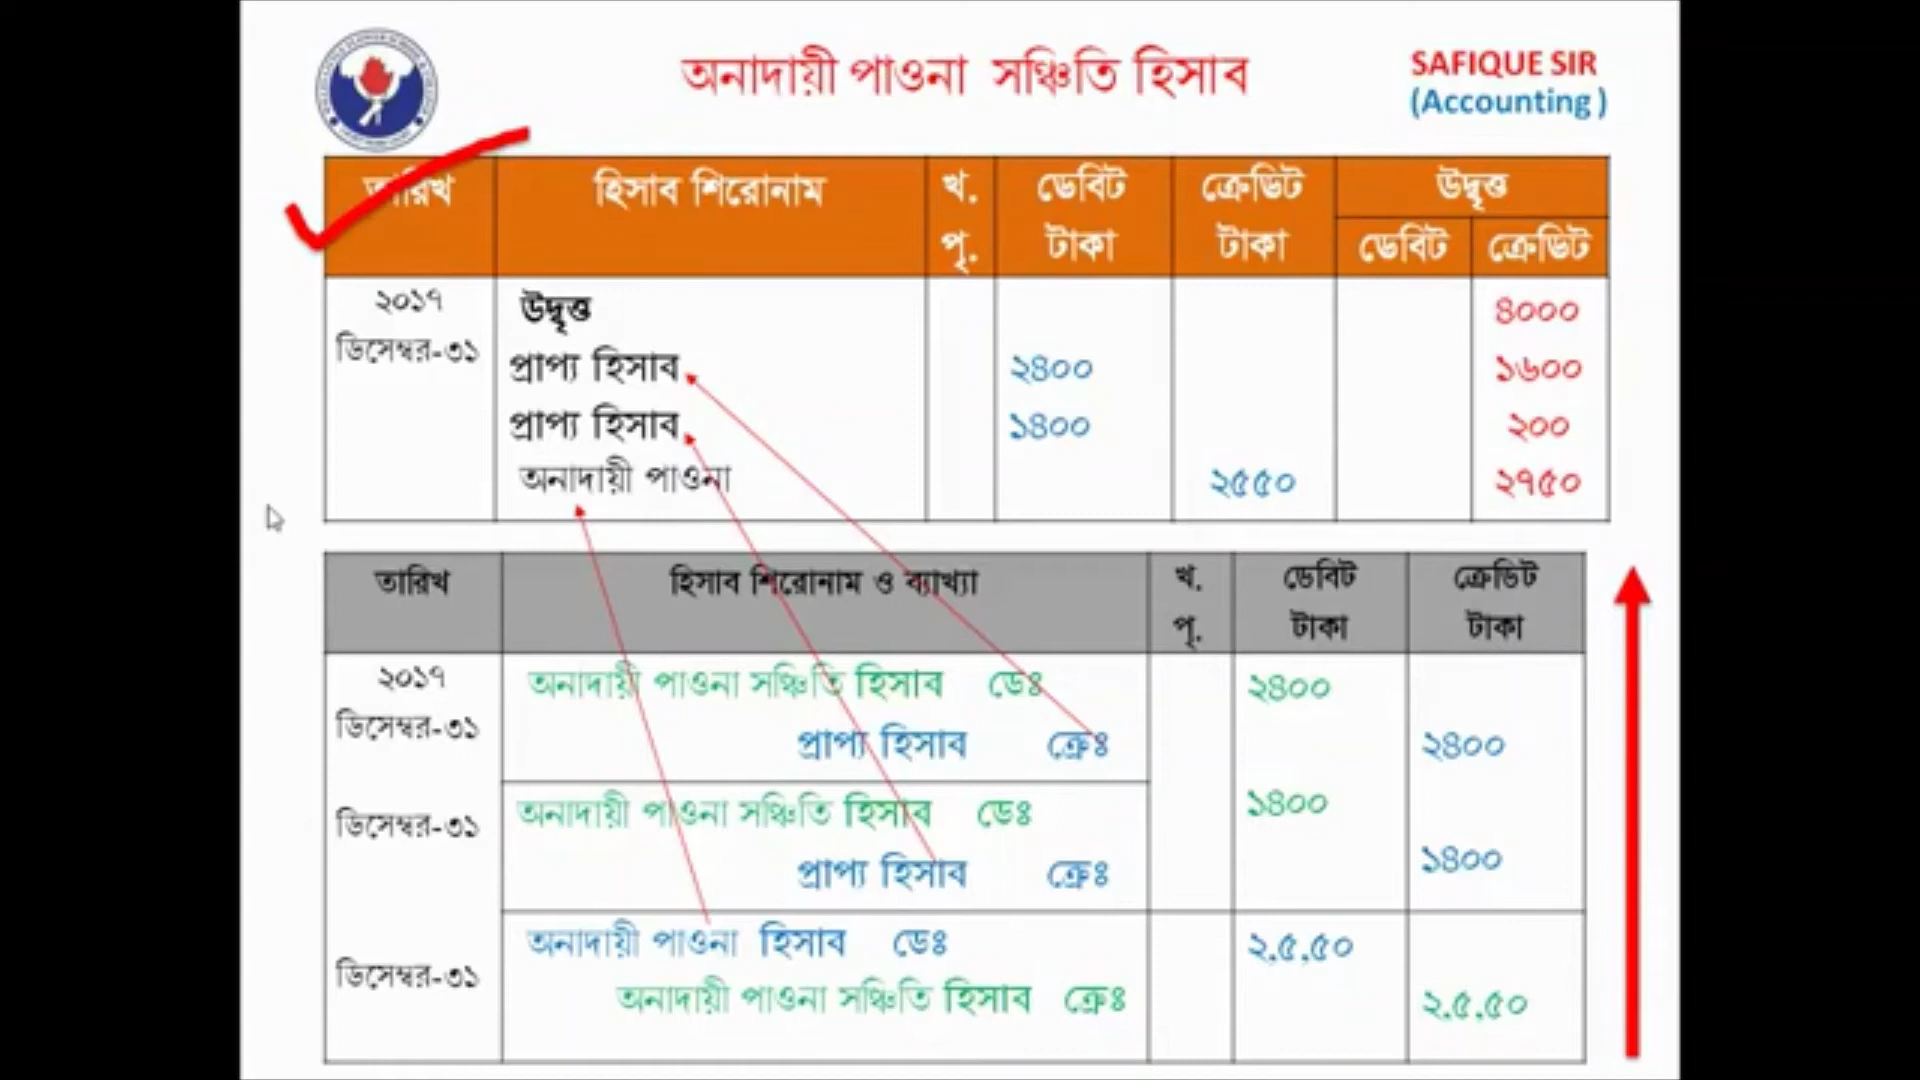 অনাদায়ী পাওনা সঞ্চিতি হিসাব
SAFIQUE SIR
(Accounting )
তারিখ হিসাব শিরোনাম খ. পৃ. ডেবিট টাকা ক্রেডিট টাকা উদ্বৃত্ত
ডেবিট ক্রেডিট
২০১৭ উদ্বৃত্ত ৪০০০
ডিসেম্বর-৩১ প্রাপ্য হিসাব ২৪০০ ১৬০০
প্রাপ্য হিসাব ১৪০০ ২০০
অনাদায়ী পাওনা ২৫৫০ ২৭৫০
তারিখ হিসাব শিরোনাম ও ব্যাখ্যা খ. পৃ. ডেবিট টাকা ক্রেডিট টাকা
২০১৭ অনাদায়ী পাওনা সঞ্চিতি হিসাব ডেঃ ২৪০০
ডিসেম্বর-৩১ প্রাপ্য হিসাব ক্রেঃ ২৪০০
ডিসেম্বর-৩১ অনাদায়ী পাওনা সঞ্চিতি হিসাব ডেঃ ১৪০০
প্রাপ্য হিসাব ক্রেঃ ১৪০০
ডিসেম্বর-৩১ অনাদায়ী পাওনা হিসাব ডেঃ ২,৫,৫০
অনাদায়ী পাওনা সঞ্চিতি হিসাব ক্রেঃ ২,৫,৫০